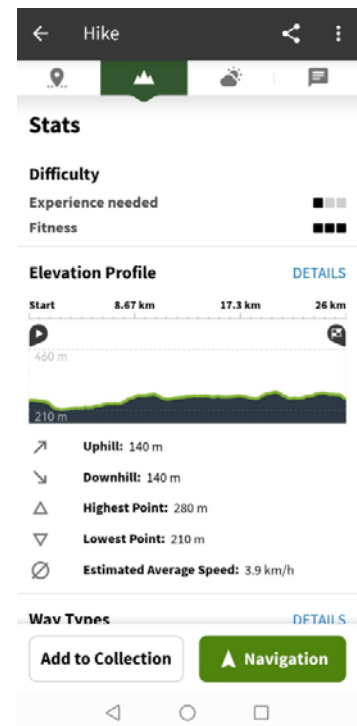 Hike
Stats
Difficulty
Experience needed
Fitness
Elevation Profile DETAILS
Start 8.67 km 17.3 km 26 km
460 m
210 m
Uphill: 140 m
Downhill: 140 m
Highest Point: 280 m
Lowest Point: 210 m
Estimated Average Speed: 3.9 km/h
Way Types DETAILS
Add to Collection Navigation